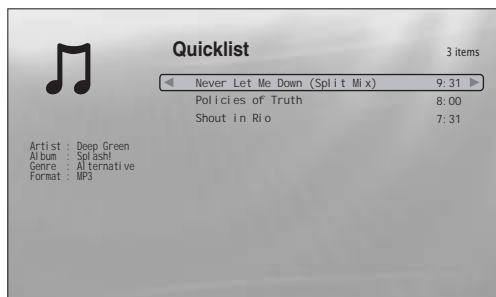 Quicklist
3 items
Never Let Me Down (Split Mix) 9:31
Policies of Truth 8:00
Shout in Rio 7:31
Artist : Deep Green
Album : Splash!
Genre : Alternative
Format : MP3